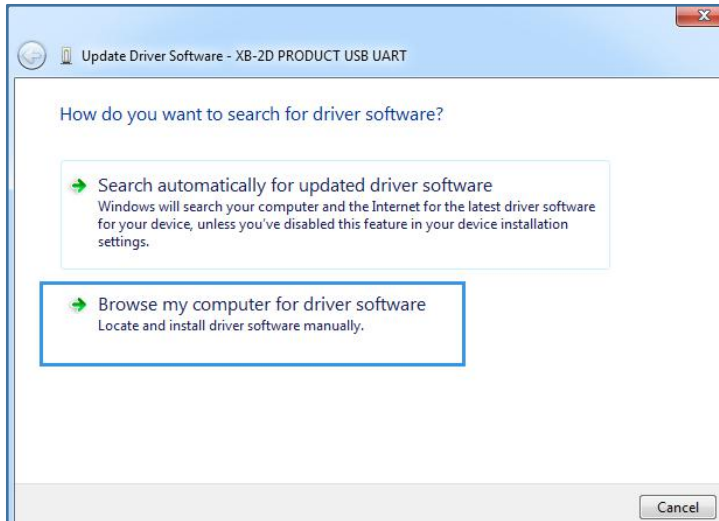 Update Driver Software - XB-2D PRODUCT USB UART
How do you want to search for driver software?
Search automatically for updated driver software
Windows will search your computer and the Internet for the latest driver software
for your device, unless you've disabled this feature in your device installation
settings.
Browse my computer for driver software
Locate and install driver software manually.
Cancel